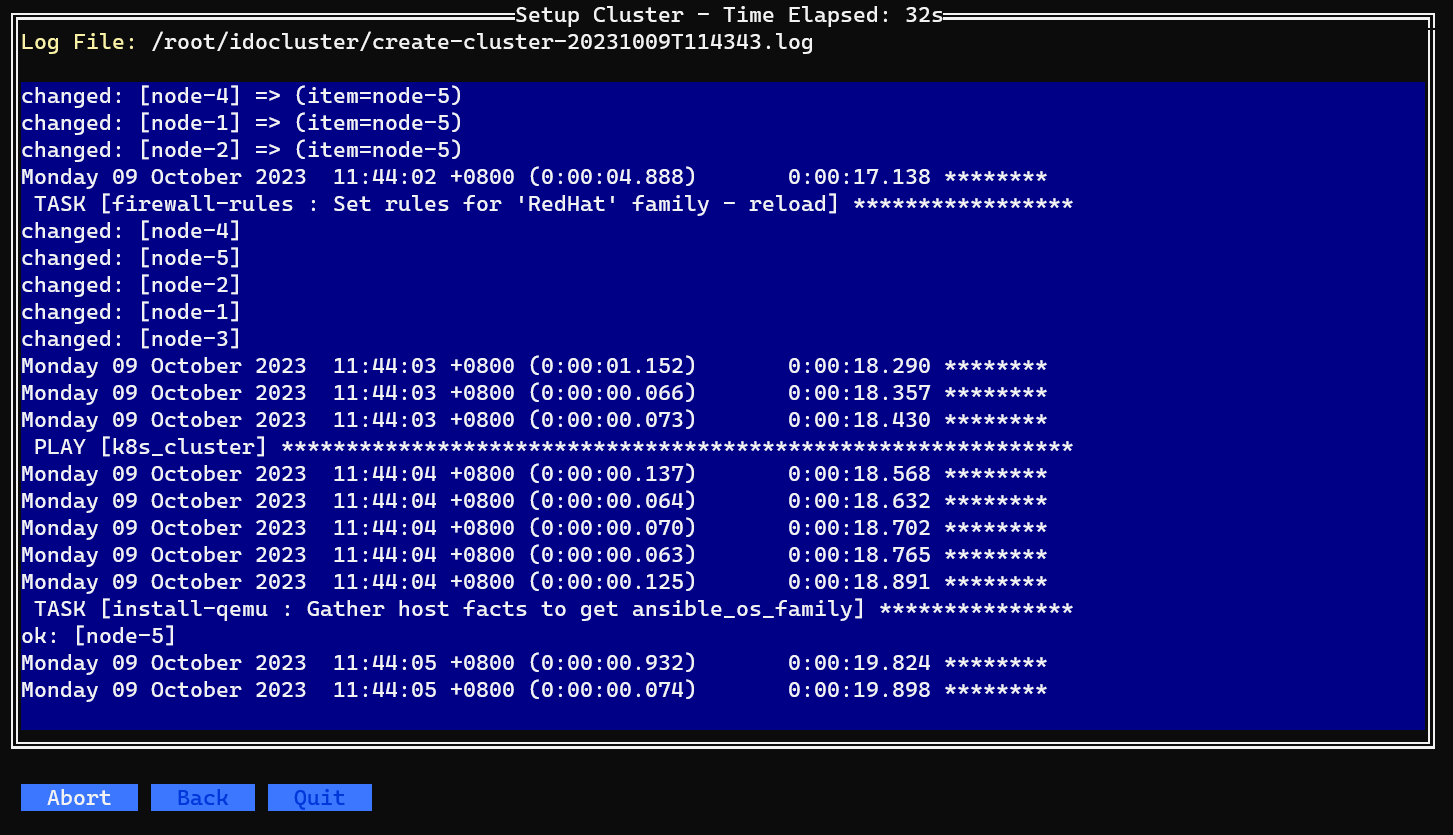 Setup Cluster - Time Elapsed: 32s
Log File: /root/idocluster/create-cluster-20231009T114343.log
changed: [node-4] => (item=node-5)
changed: [node-1] => (item=node-5)
changed: [node-2] => (item=node-5)
Monday 09 October 2023  11:44:02 +0800 (0:00:04.888)       0:00:17.138 ********
 TASK [firewall-rules : Set rules for 'RedHat' family - reload] *****************
changed: [node-4]
changed: [node-5]
changed: [node-2]
changed: [node-1]
changed: [node-3]
Monday 09 October 2023  11:44:03 +0800 (0:00:01.152)       0:00:18.290 ********
Monday 09 October 2023  11:44:03 +0800 (0:00:00.066)       0:00:18.357 ********
Monday 09 October 2023  11:44:03 +0800 (0:00:00.073)       0:00:18.430 ********
 PLAY [k8s_cluster] *************************************************************
Monday 09 October 2023  11:44:04 +0800 (0:00:00.137)       0:00:18.568 ********
Monday 09 October 2023  11:44:04 +0800 (0:00:00.064)       0:00:18.632 ********
Monday 09 October 2023  11:44:04 +0800 (0:00:00.070)       0:00:18.702 ********
Monday 09 October 2023  11:44:04 +0800 (0:00:00.063)       0:00:18.765 ********
Monday 09 October 2023  11:44:04 +0800 (0:00:00.125)       0:00:18.891 ********
 TASK [install-qemu : Gather host facts to get ansible_os_family] ***************
ok: [node-5]
Monday 09 October 2023  11:44:05 +0800 (0:00:00.932)       0:00:19.824 ********
Monday 09 October 2023  11:44:05 +0800 (0:00:00.074)       0:00:19.898 ********
Abort Back Quit